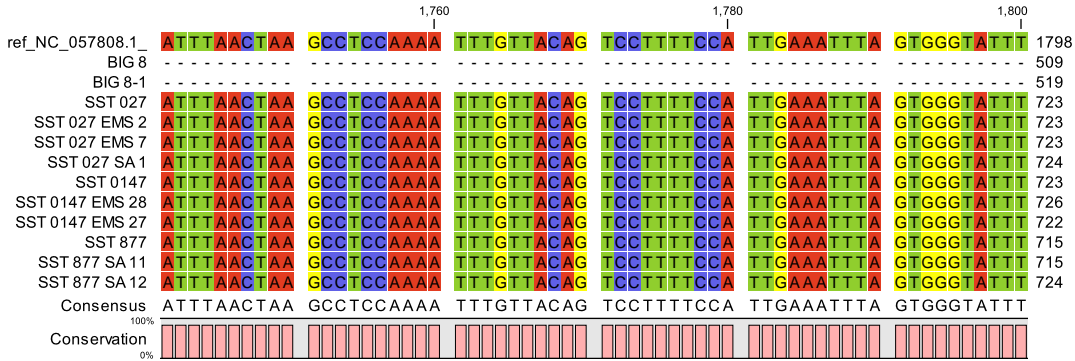 1,760 1,780 1,800
ref_NC_057808.1_ ATTTAACTAA GCCTCCAAAA TTTGTTACAG TCCTTTTCCA TTGAAATTTA GTGGGTATTT 1798
BIG 8 - - - - - - - - - - - - - - - - - - - - - - - - - - - - - - - - - - - - - - - - - - - - - - - - - - - - - - - - - - - - 509
BIG 8-1 - - - - - - - - - - - - - - - - - - - - - - - - - - - - - - - - - - - - - - - - - - - - - - - - - - - - - - - - - - - - 519
SST 027 ATTTAACTAA GCCTCCAAAA TTTGTTACAG TCCTTTTCCA TTGAAATTTA GTGGGTATTT 723
SST 027 EMS 2 ATTTAACTAA GCCTCCAAAA TTTGTTACAG TCCTTTTCCA TTGAAATTTA GTGGGTATTT 723
SST 027 EMS 7 ATTTAACTAA GCCTCCAAAA TTTGTTACAG TCCTTTTCCA TTGAAATTTA GTGGGTATTT 723
SST 027 SA 1 ATTTAACTAA GCCTCCAAAA TTTGTTACAG TCCTTTTCCA TTGAAATTTA GTGGGTATTT 724
SST 0147 ATTTAACTAA GCCTCCAAAA TTTGTTACAG TCCTTTTCCA TTGAAATTTA GTGGGTATTT 723
SST 0147 EMS 28 ATTTAACTAA GCCTCCAAAA TTTGTTACAG TCCTTTTCCA TTGAAATTTA GTGGGTATTT 726
SST 0147 EMS 27 ATTTAACTAA GCCTCCAAAA TTTGTTACAG TCCTTTTCCA TTGAAATTTA GTGGGTATTT 722
SST 877 ATTTAACTAA GCCTCCAAAA TTTGTTACAG TCCTTTTCCA TTGAAATTTA GTGGGTATTT 715
SST 877 SA 11 ATTTAACTAA GCCTCCAAAA TTTGTTACAG TCCTTTTCCA TTGAAATTTA GTGGGTATTT 715
SST 877 SA 12 ATTTAACTAA GCCTCCAAAA TTTGTTACAG TCCTTTTCCA TTGAAATTTA GTGGGTATTT 724
Consensus ATTTAACTAA GCCTCCAAAA TTTGTTACAG TCCTTTTCCA TTGAAATTTA GTGGGTATTT
100%
Conservation
0%